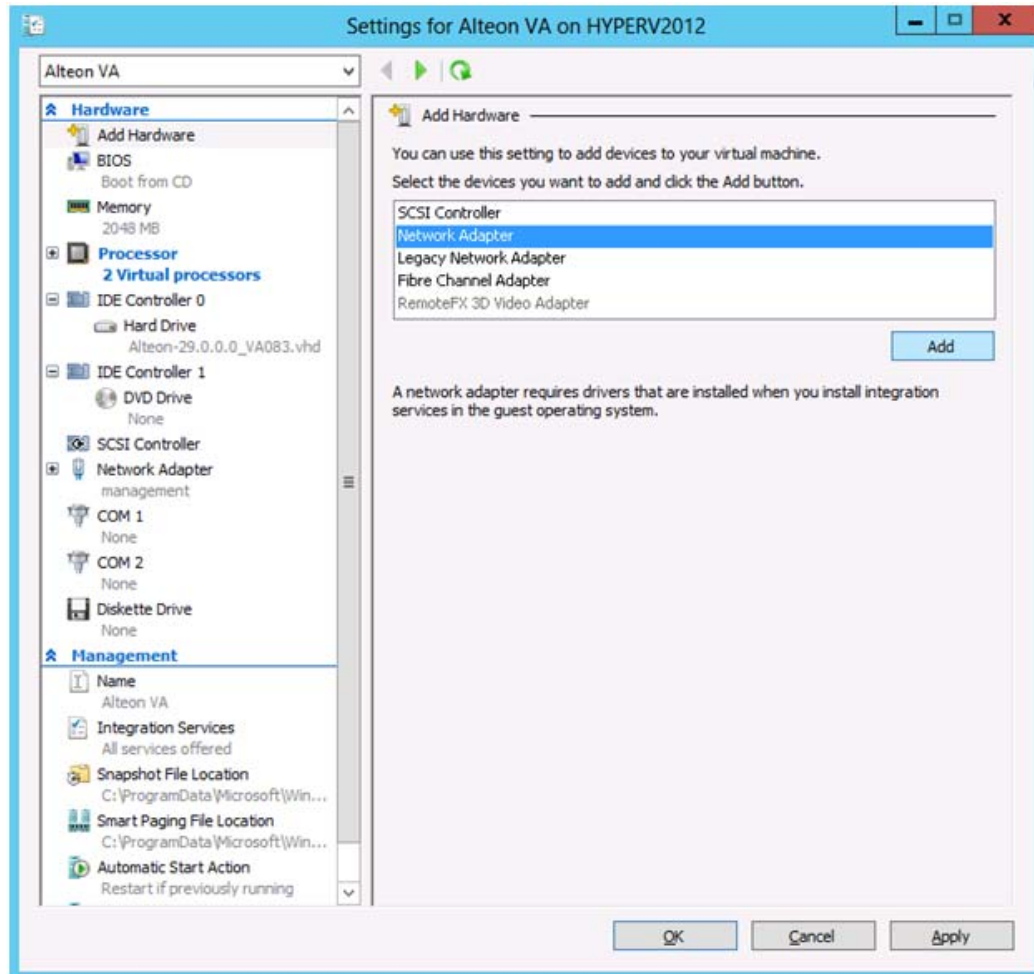 Settings for Alteon VA on HYPERV2012
Alteon VA
Hardware
Add Hardware
BIOS
Boot from CD
Memory
2048 MB
Processor
2 Virtual processors
IDE Controller 0
Hard Drive
Alteon-29.0.0.0_VA083.vhd
IDE Controller 1
DVD Drive
None
SCSI Controller
Network Adapter
management
COM 1
None
COM 2
None
Diskette Drive
None
Management
Name
Alteon VA
Integration Services
All services offered
Snapshot File Location
C:\ProgramData\Microsoft\Win...
Smart Paging File Location
C:\ProgramData\Microsoft\Win...
Automatic Start Action
Restart if previously running
Add Hardware
You can use this setting to add devices to your virtual machine.
Select the devices you want to add and click the Add button.
SCSI Controller
Network Adapter
Legacy Network Adapter
Fibre Channel Adapter
RemoteFX 3D Video Adapter
Add
A network adapter requires drivers that are installed when you install integration
services in the guest operating system.
OK
Cancel
Apply